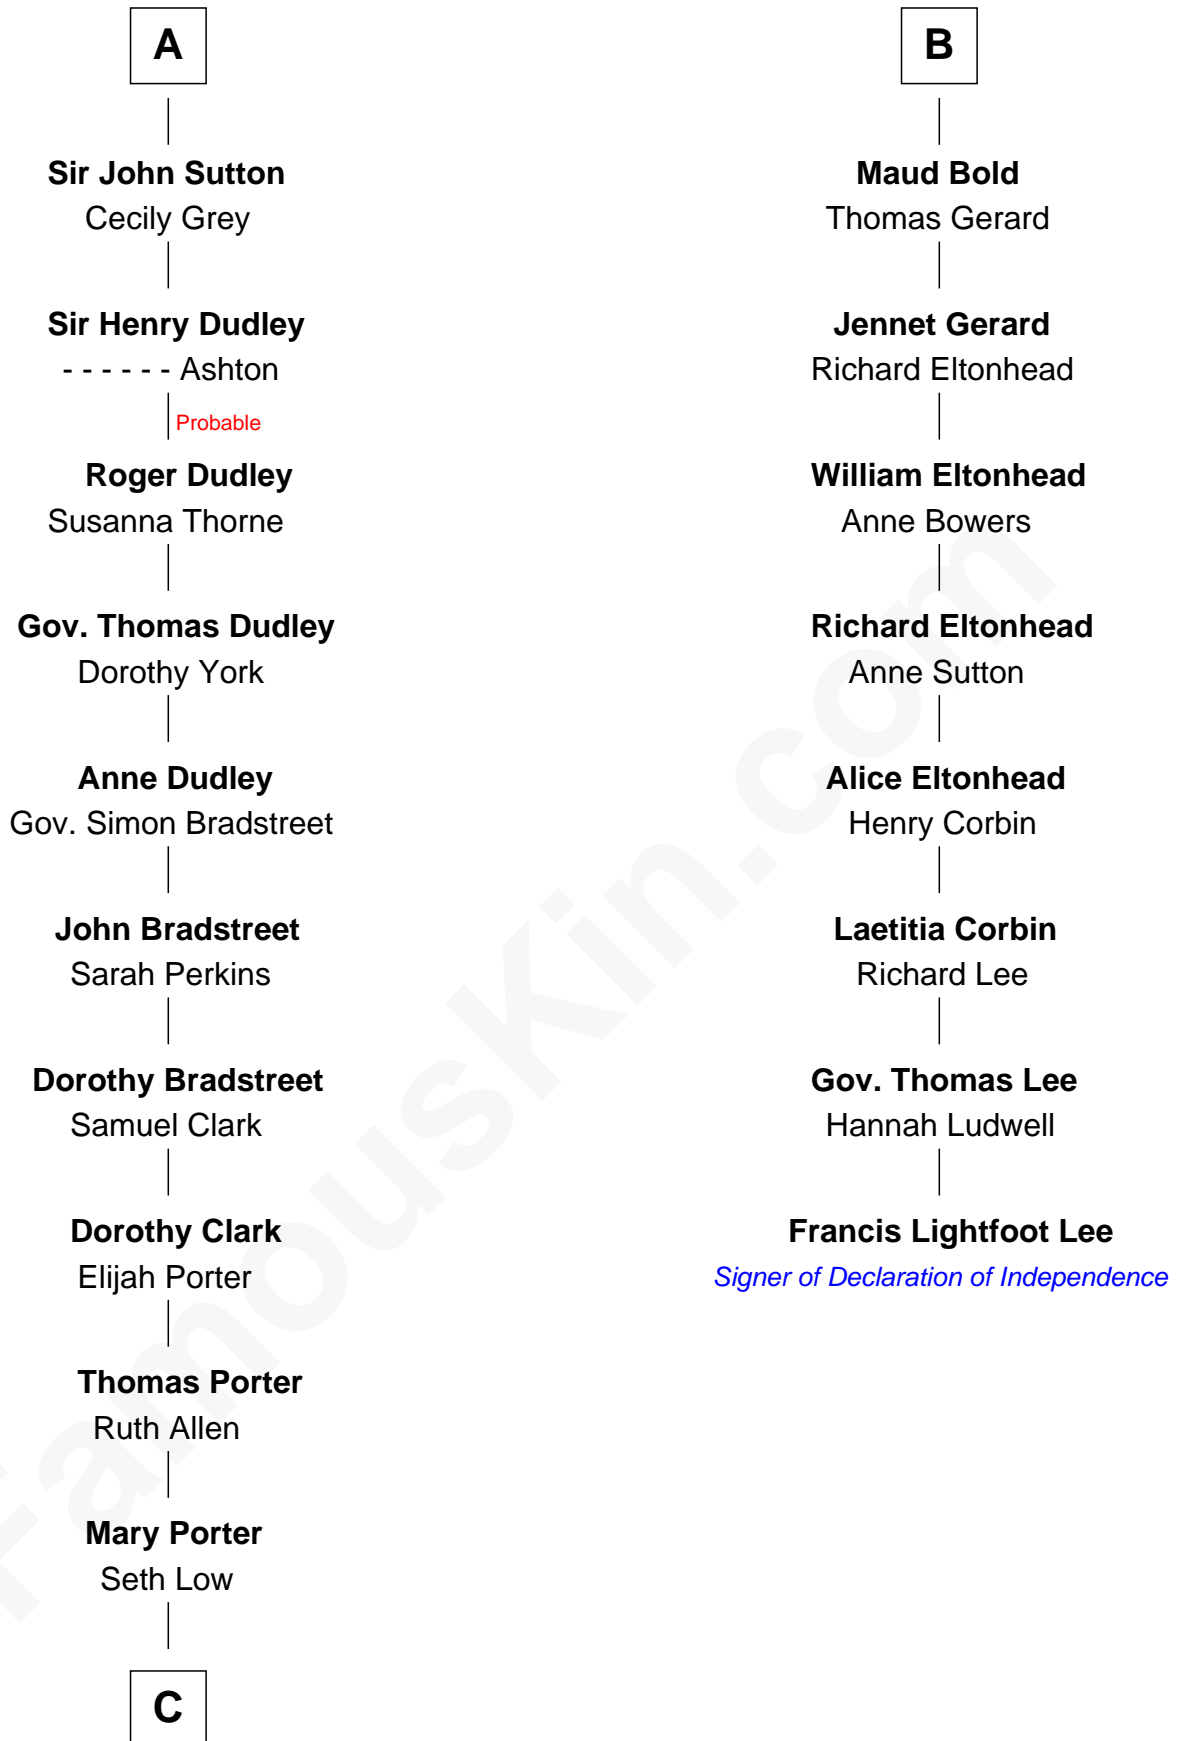 A
Sir John Sutton
Cecily Grey
Sir Henry Dudley
- - - - - - Ashton
Probable
Roger Dudley
Susanna Thorne
Gov. Thomas Dudley
Dorothy York
Anne Dudley
Gov. Simon Bradstreet
John Bradstreet
Sarah Perkins
Dorothy Bradstreet
Samuel Clark
Dorothy Clark
Elijah Porter
Thomas Porter
Ruth Allen
Mary Porter
Seth Low
C
B
Maud Bold
Thomas Gerard
Jennet Gerard
Richard Eltonhead
William Eltonhead
Anne Bowers
Richard Eltonhead
Anne Sutton
Alice Eltonhead
Henry Corbin
Laetitia Corbin
Richard Lee
Gov. Thomas Lee
Hannah Ludwell
Francis Lightfoot Lee
Signer of Declaration of Independence
FamousKin.com